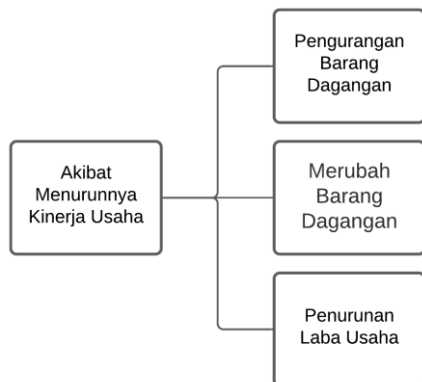 Pengurangan
Barang
Dagangan
Akibat
Menurunnya
Kinerja Usaha
Merubah
Barang
Dagangan
Penurunan
Laba Usaha